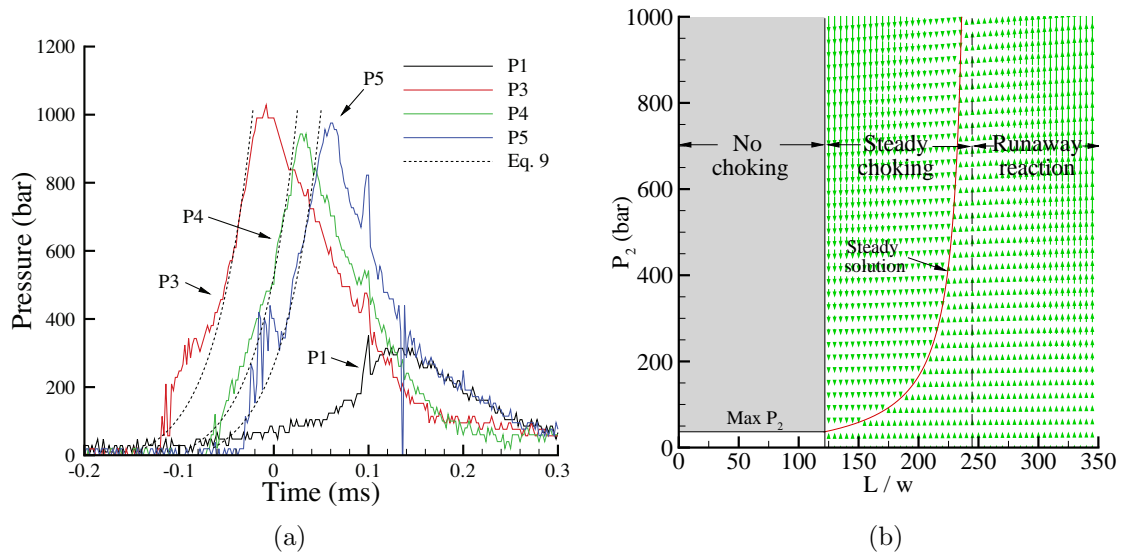 1200
1000
800
600
400
200
0
-0.2
-0.1
0
0.1
0.2
0.3
Pressure (bar)
Time (ms)
P1
P3
P4
P5
Eq. 9
P5
P4
P3
P1
(a)
1000
800
600
400
200
0
0
50
100
150
200
250
300
350
P2 (bar)
L / w
No
choking
Steady
choking
Runaway
reaction
Steady
solution
Max P2
(b)